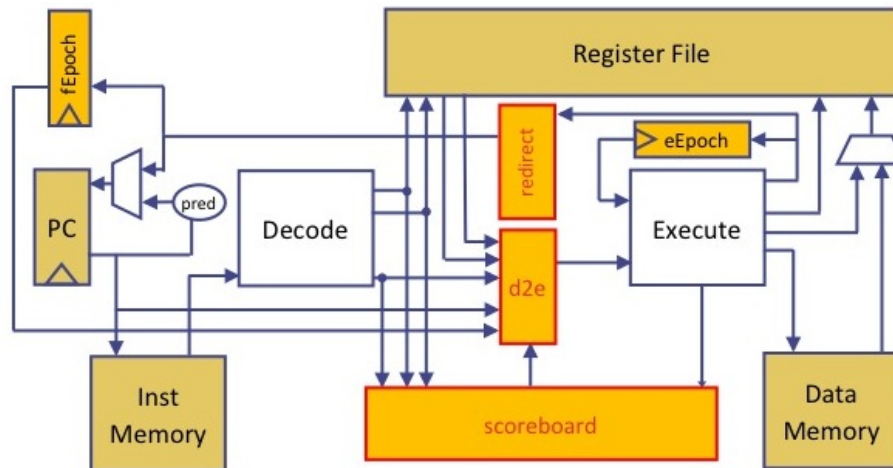 Register File
fEpoch
redirect
eEpoch
pred
PC
Decode
Execute
d2e
Inst
Memory
scoreboard
Data
Memory